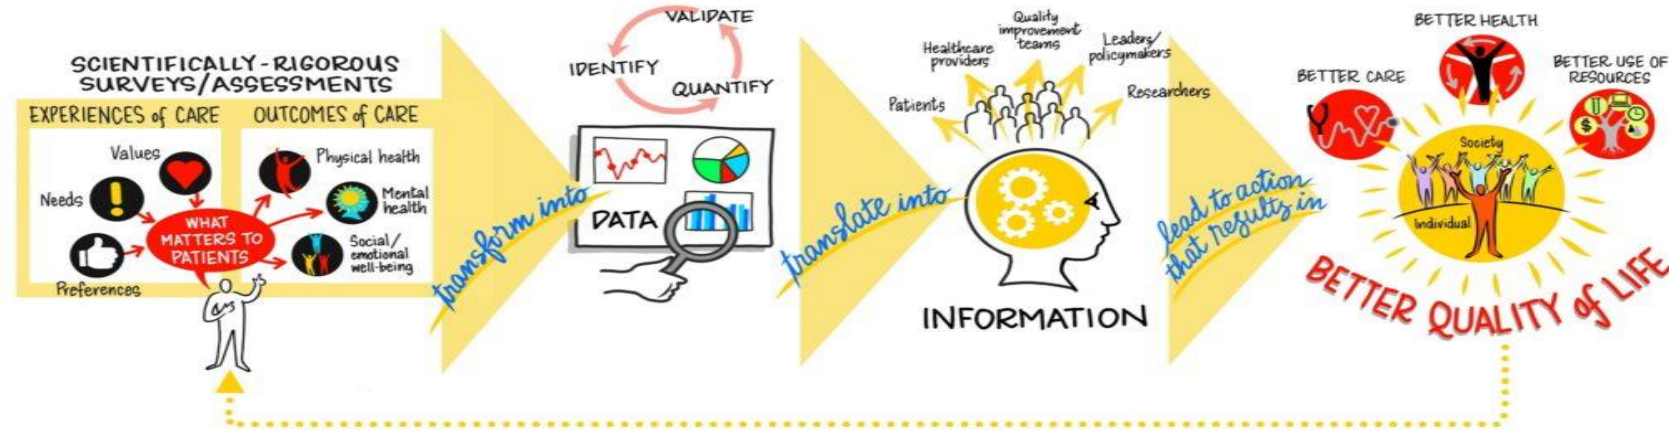 SCIENTIFICALLY-RIGOROUS
SURVEYS/ASSESSMENTS
EXPERIENCES of CARE
OUTCOMES of CARE
Values
Needs
Preferences
WHAT
MATTERS TO
PATIENTS
Physical health
Mental
health
Social/
emotional
well-being
transform into
VALIDATE
IDENTIFY
QUANTIFY
DATA
translate into
Patients
Healthcare
providers
Quality
improvement
teams
Leaders/
policymakers
Researchers
INFORMATION
lead to action
that results in
BETTER CARE
BETTER HEALTH
BETTER USE OF
RESOURCES
$
Society
Individual
BETTER QUALITY of LIFE